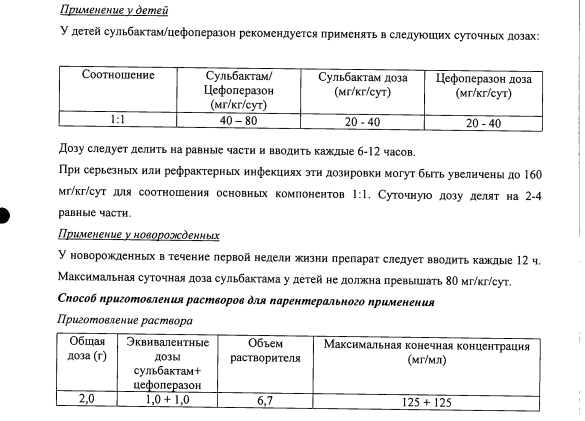 Применение у детей
У детей сульбактам/цефоперазон рекомендуется применять в следующих суточных дозах:
Соотношение | Сульбактам/ Цефоперазон (мг/кг/сут) | Сульбактам доза (мг/кг/сут) | Цефоперазон доза (мг/кг/сут)
1:1 | 40 – 80 | 20 - 40 | 20 - 40
Дозу следует делить на равные части и вводить каждые 6-12 часов.
При серьезных или рефрактерных инфекциях эти дозировки могут быть увеличены до 160
мг/кг/сут для соотношения основных компонентов 1:1. Суточную дозу делят на 2-4
равные части.
Применение у новорожденных
У новорожденных в течение первой недели жизни препарат следует вводить каждые 12 ч.
Максимальная суточная доза сульбактама у детей не должна превышать 80 мг/кг/сут.
Способ приготовления растворов для парентерального применения
Приготовление раствора
Общая доза (г) | Эквивалентные дозы сульбактам+ цефоперазон | Объем растворителя | Максимальная конечная концентрация (мг/мл)
2,0 | 1,0 + 1,0 | 6,7 | 125 + 125